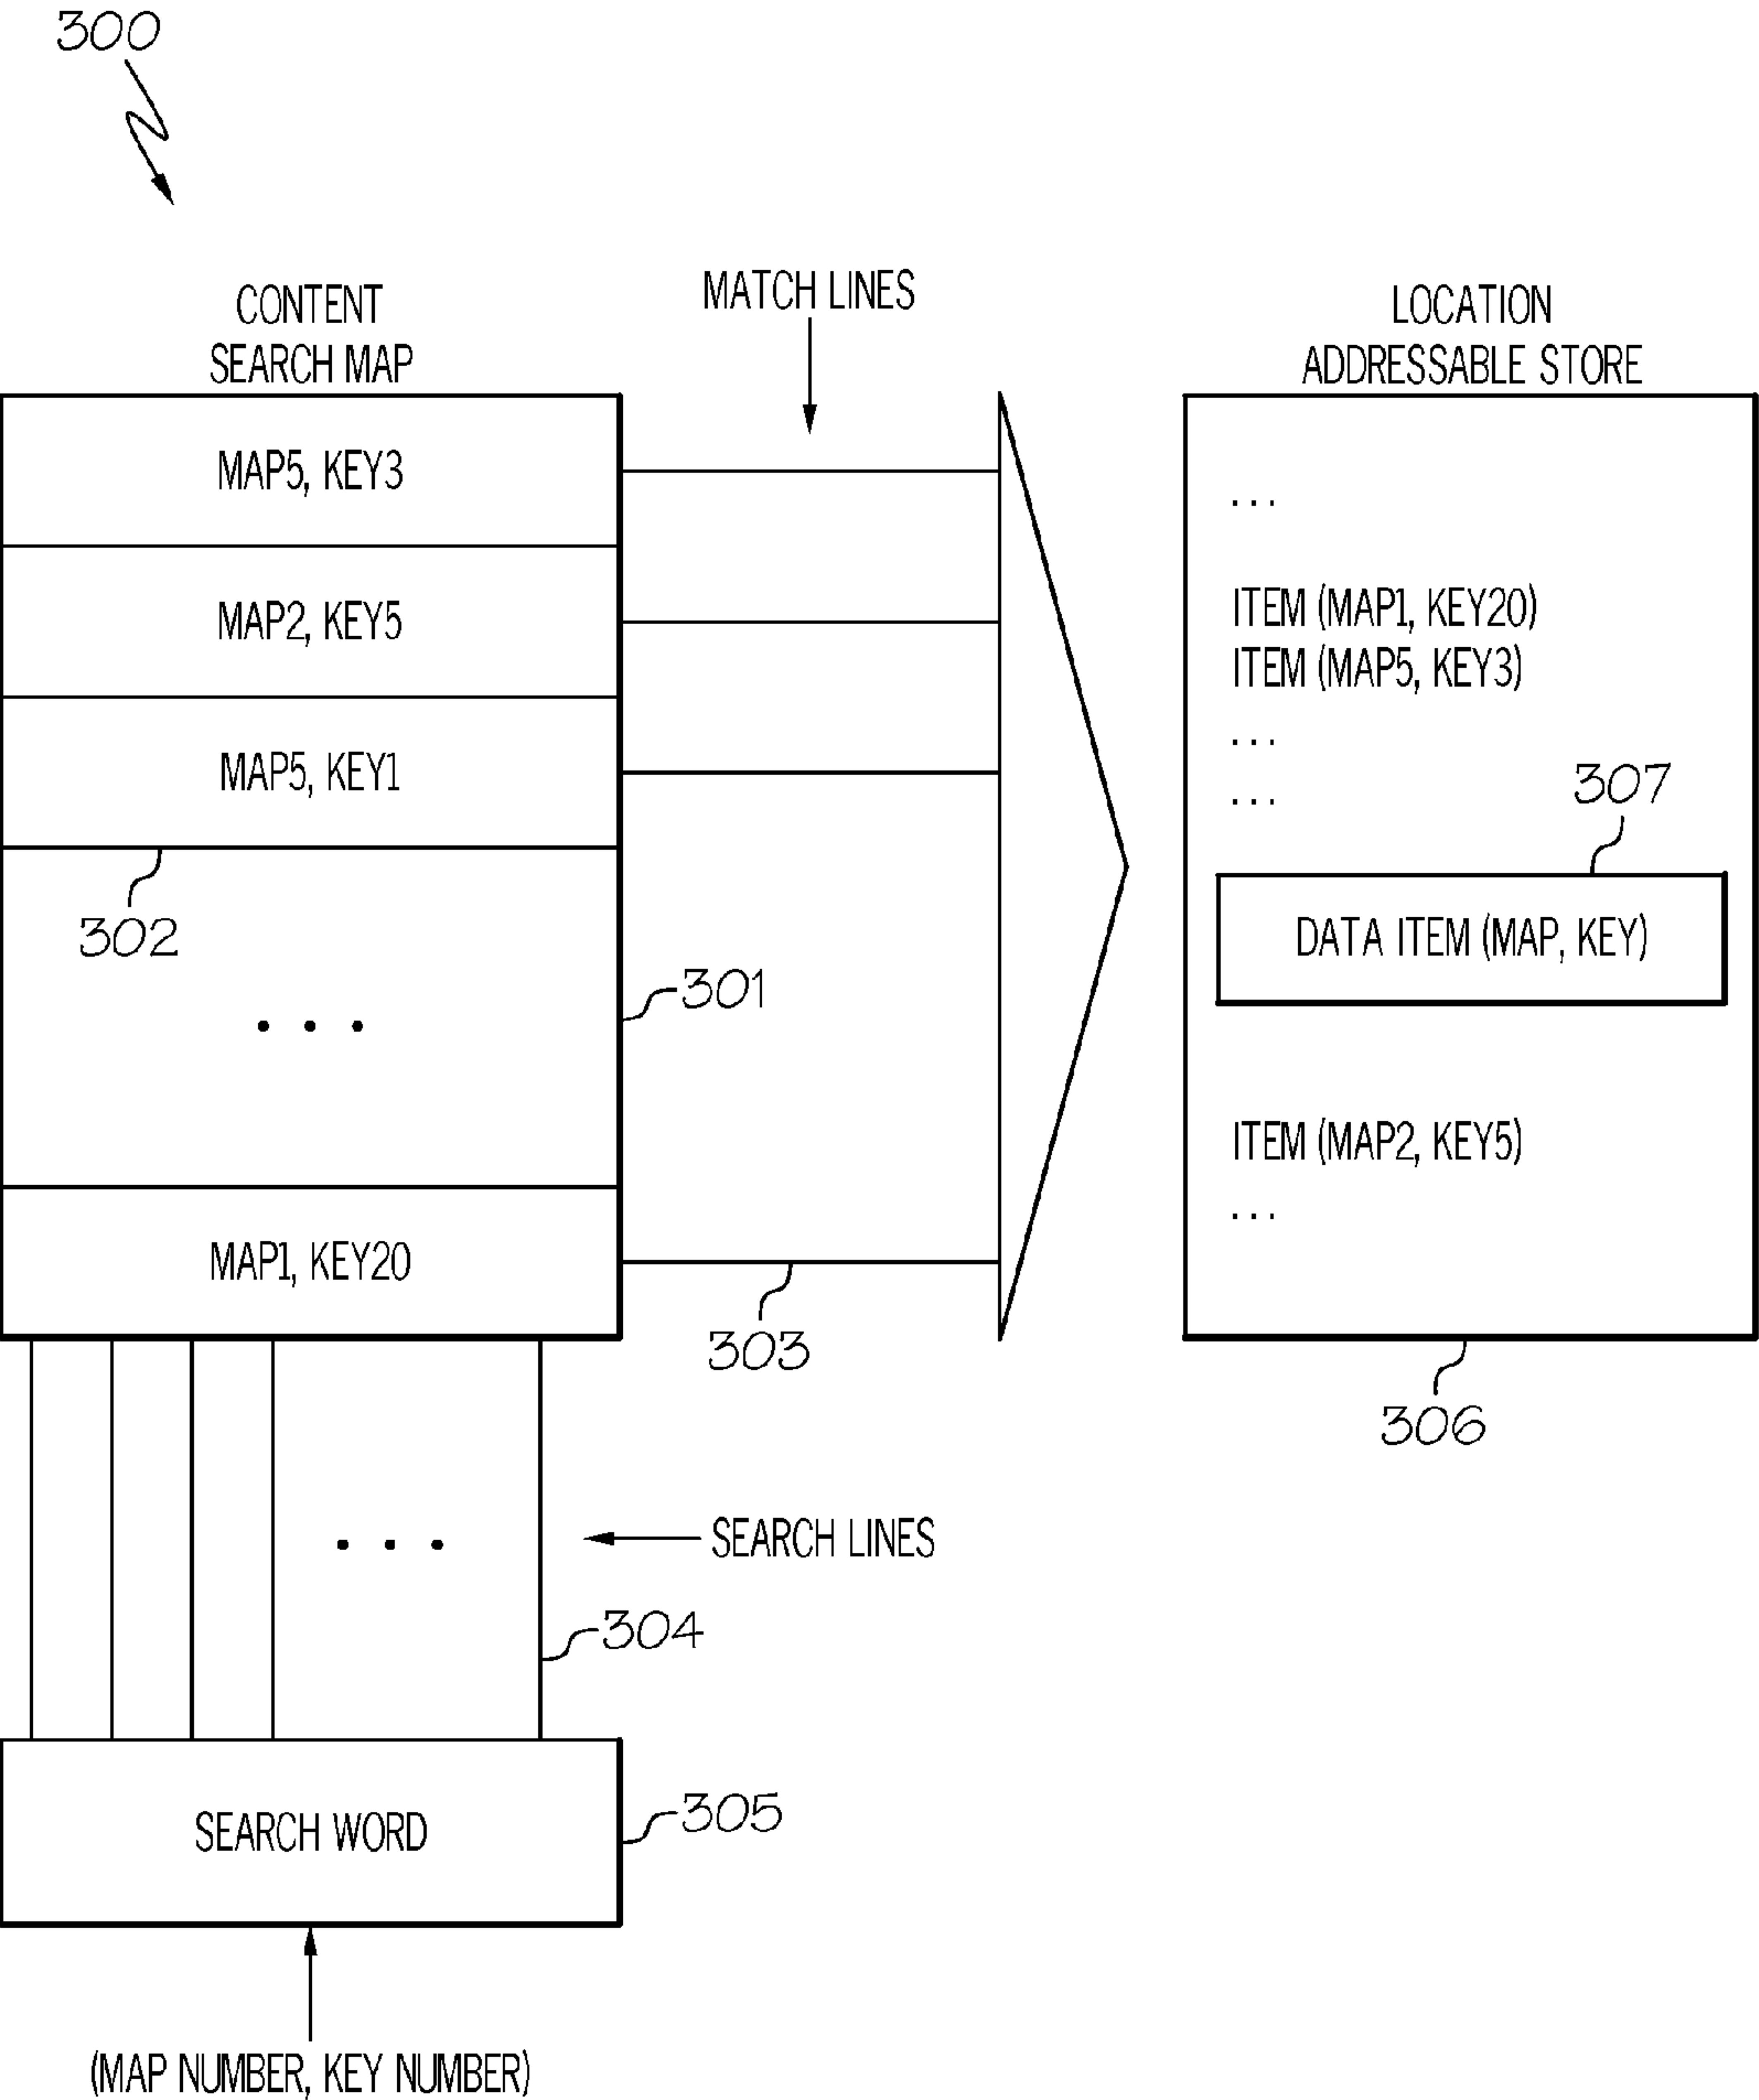 300
CONTENT
SEARCH MAP
MATCH LINES
LOCATION
ADDRESSABLE STORE
MAP5, KEY3
MAP2, KEY5
MAP5, KEY1
302
. . .
301
MAP1, KEY20
303
. . .
ITEM (MAP1, KEY20)
ITEM (MAP5, KEY3)
. . .
. . .
307
DATA ITEM (MAP, KEY)
ITEM (MAP2, KEY5)
. . .
306
. . .
SEARCH LINES
304
SEARCH WORD
305
(MAP NUMBER, KEY NUMBER)